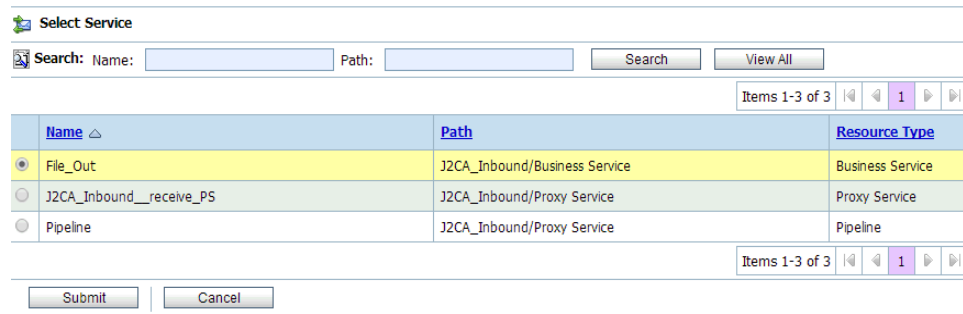 Select Service
Search: Name: Path: Search View All
Items 1-3 of 3 1
Name Path Resource Type
File_Out J2CA_Inbound/Business Service Business Service
J2CA_Inbound__receive_PS J2CA_Inbound/Proxy Service Proxy Service
Pipeline J2CA_Inbound/Proxy Service Pipeline
Items 1-3 of 3 1
Submit Cancel